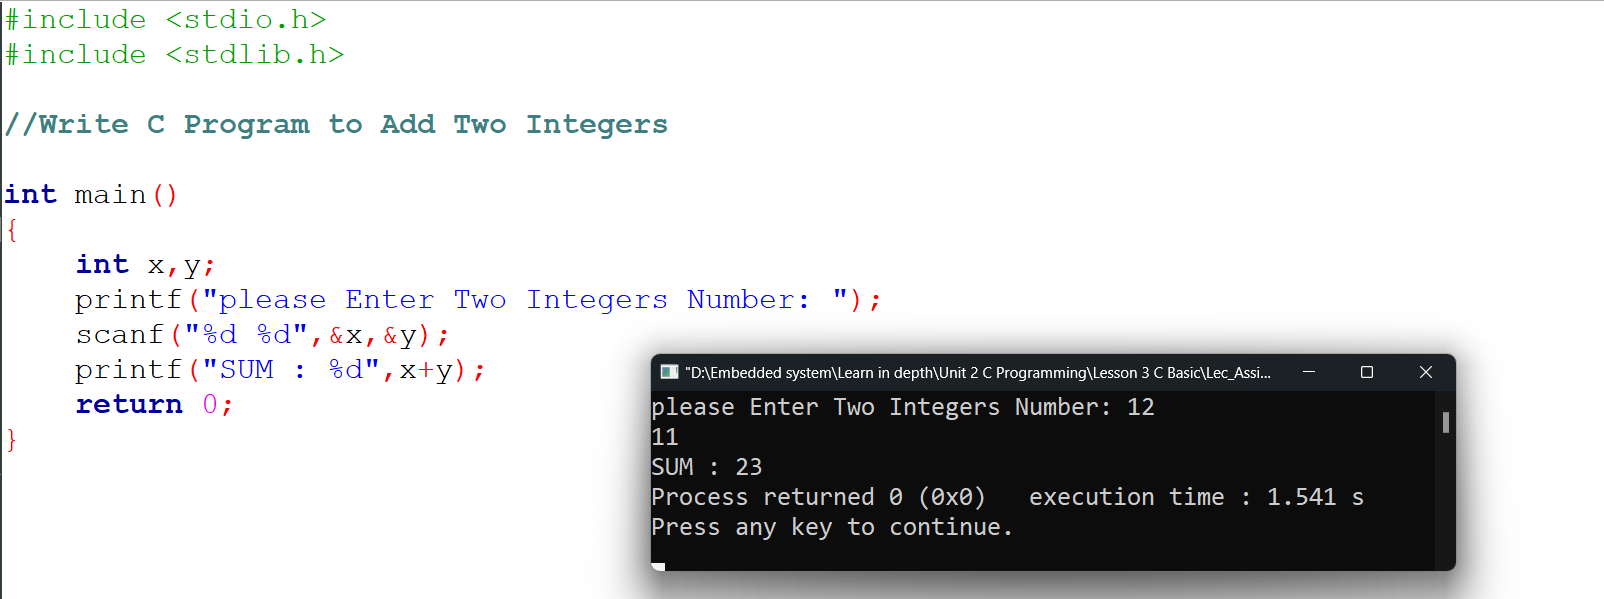 #include <stdio.h>
#include <stdlib.h>
//Write C Program to Add Two Integers
int main()
{
    int x,y;
    printf("please Enter Two Integers Number: ");
    scanf("%d %d",&x,&y);
    printf("SUM : %d",x+y);
    return 0;
}
"D:\Embedded system\Learn in depth\Unit 2 C Programming\Lesson 3 C Basic\Lec_Assi...
please Enter Two Integers Number: 12
11
SUM : 23
Process returned 0 (0x0)   execution time : 1.541 s
Press any key to continue.